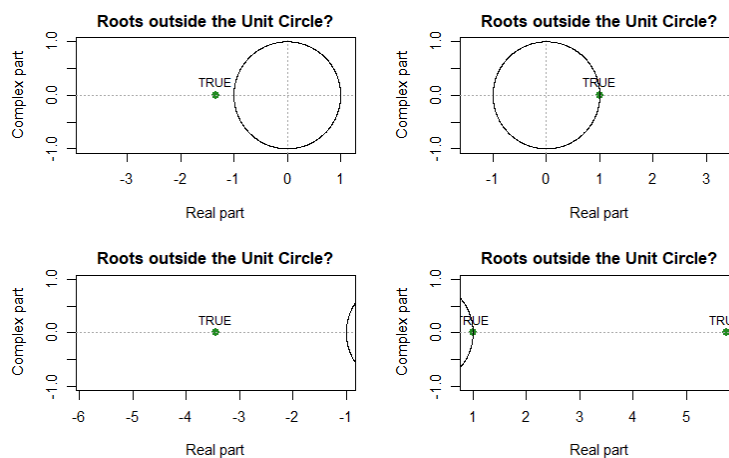 Roots outside the Unit Circle?
Complex part
1.0
0.0
-1.0
TRUE
-3
-2
-1
0
1
Real part
Roots outside the Unit Circle?
Complex part
1.0
0.0
-1.0
TRUE
-1
0
1
2
3
Real part
Roots outside the Unit Circle?
Complex part
1.0
0.0
-1.0
TRUE
-6
-5
-4
-3
-2
-1
Real part
Roots outside the Unit Circle?
Complex part
1.0
0.0
-1.0
RUE
TRU
1
2
3
4
5
Real part